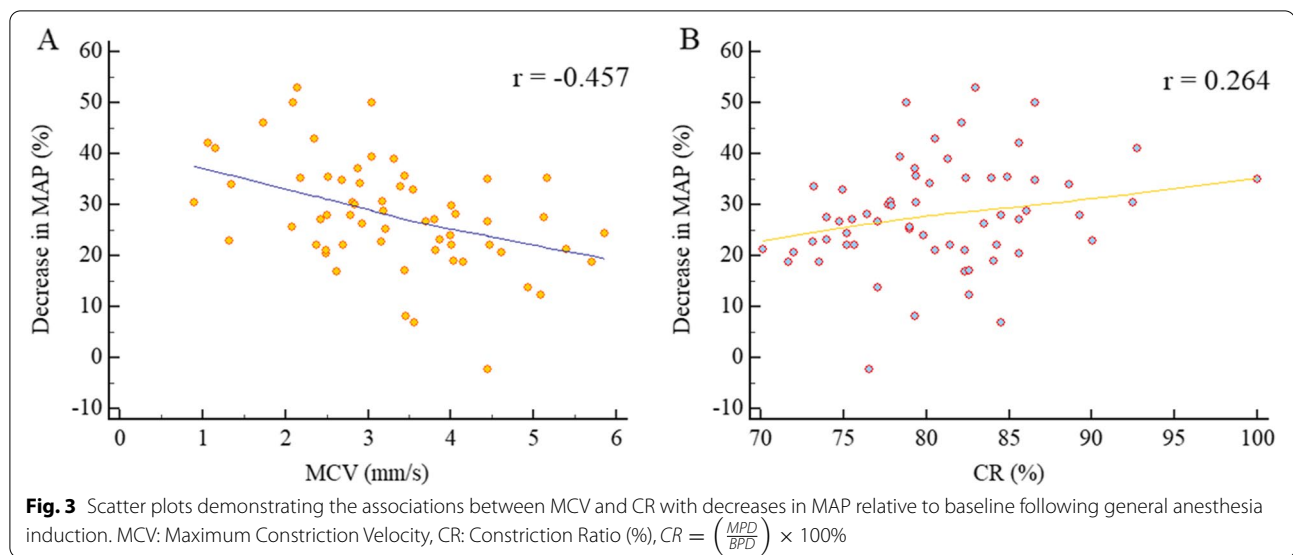 A
r = -0.457
Decrease in MAP (%)
60
50
40
30
20
10
0
-10
0 1 2 3 4 5 6
MCV (mm/s)
B
r = 0.264
Decrease in MAP (%)
60
50
40
30
20
10
0
-10
70 75 80 85 90 95 100
CR (%)
Fig. 3 Scatter plots demonstrating the associations between MCV and CR with decreases in MAP relative to baseline following general anesthesia
induction. MCV: Maximum Constriction Velocity, CR: Constriction Ratio (%), CR = (MPD/BPD) × 100%